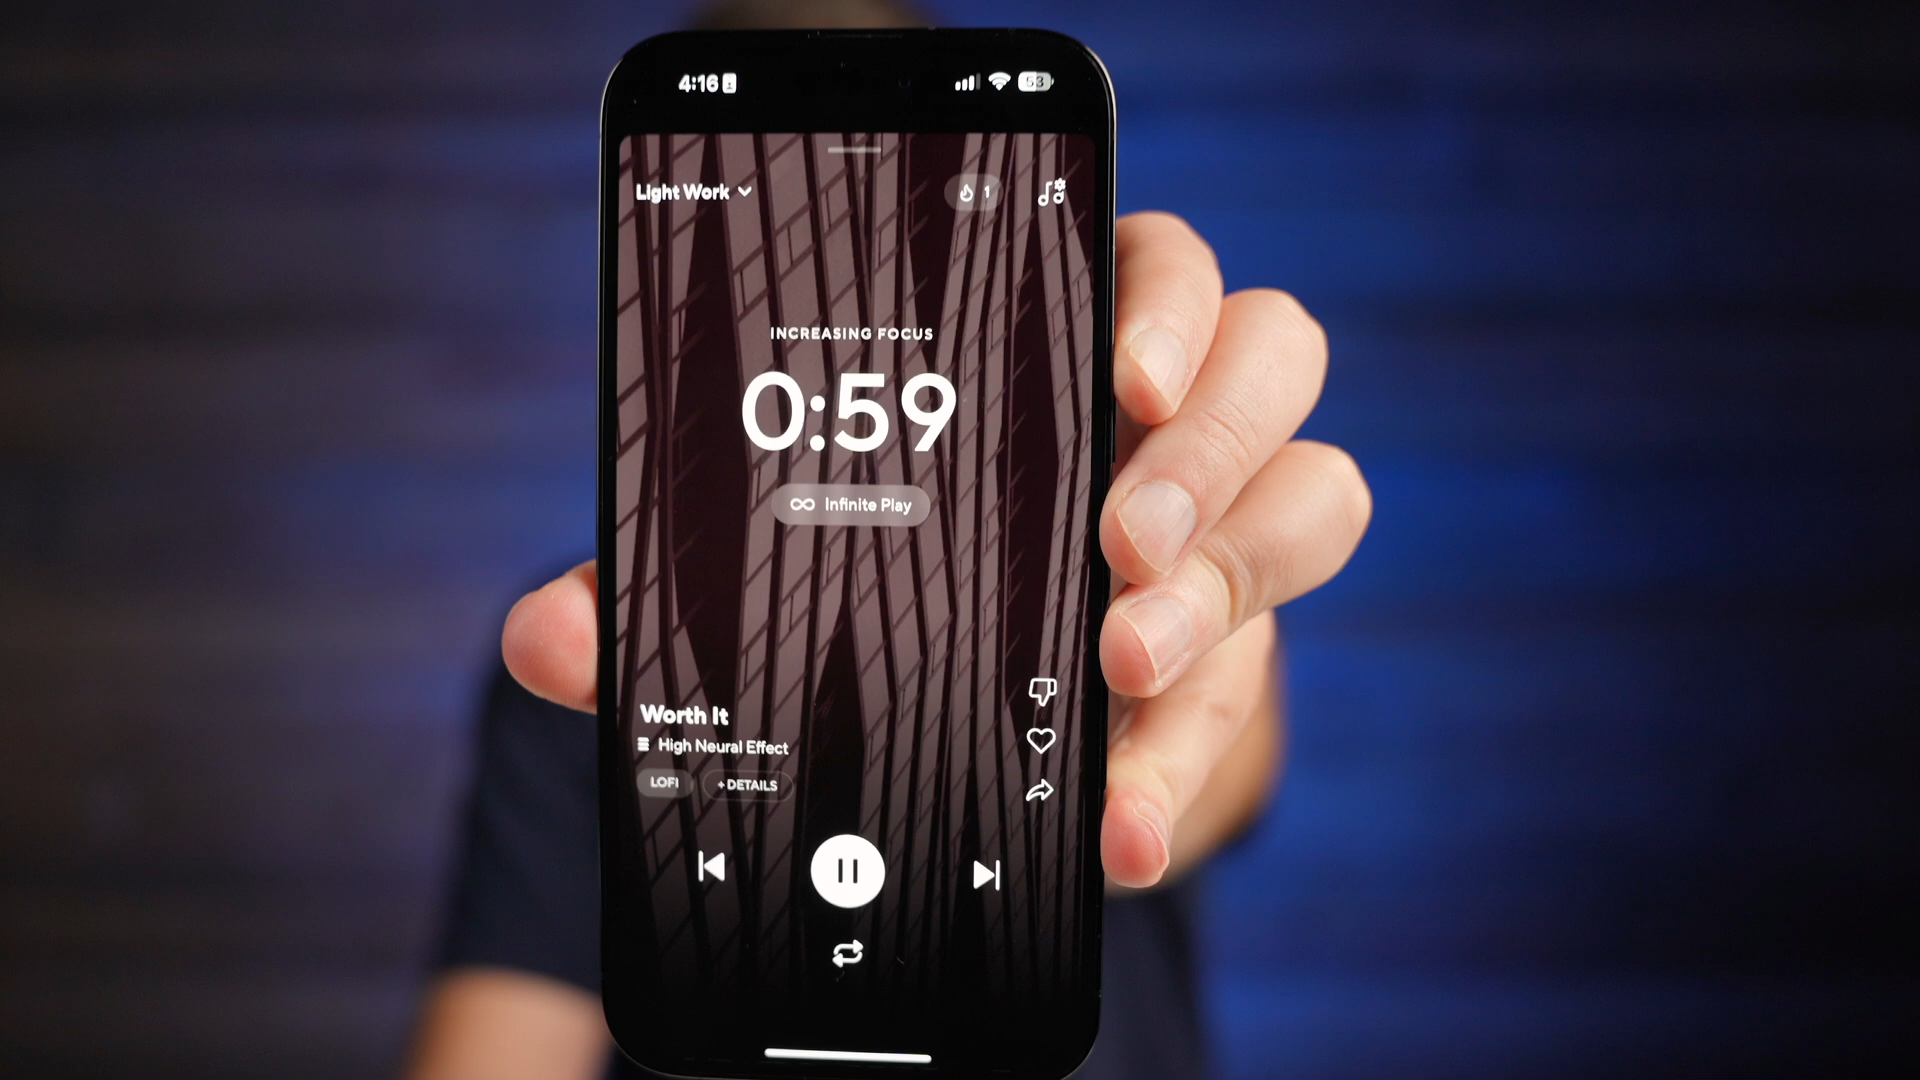 4:16
53
Light Work
1
INCREASING FOCUS
0:59
Infinite Play
Worth It
High Neural Effect
LOFI
+ DETAILS